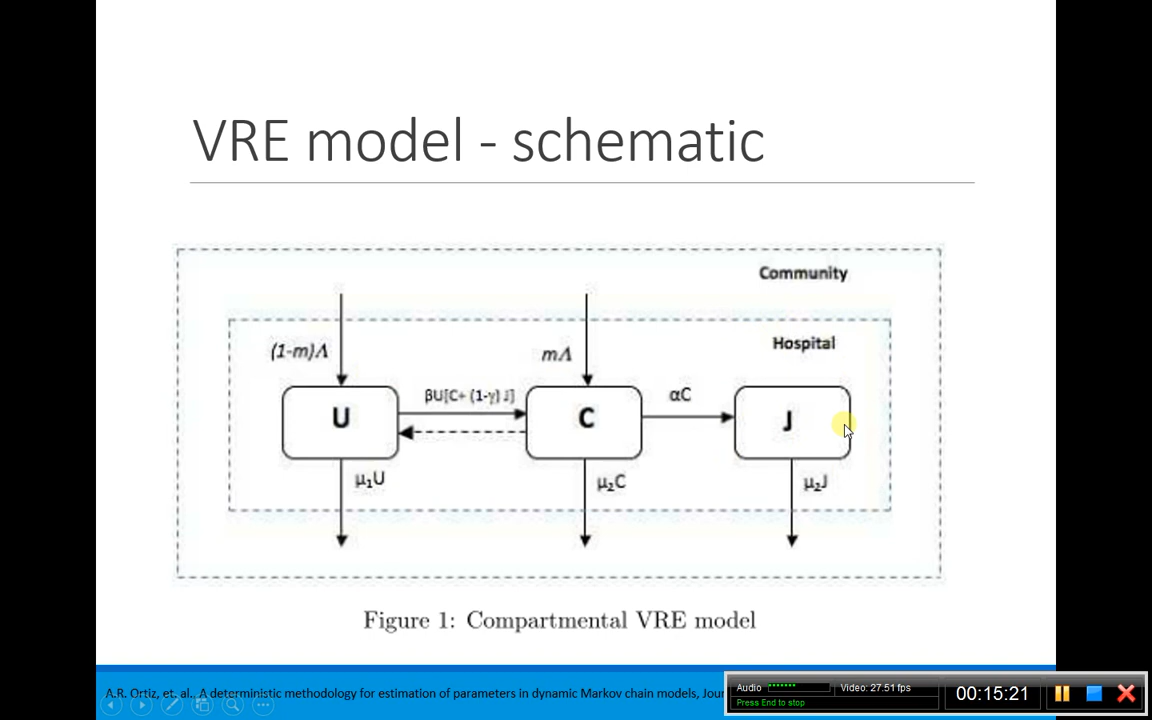 VRE model - schematic
Community
Hospital
(1-m)Λ
mΛ
βU[C+ (1-γ) J]
αC
U
C
J
μ₁U
μ₂C
μ₂J
Figure 1: Compartmental VRE model
A.R. Ortiz, et. al., A deterministic methodology for estimation of parameters in dynamic Markov chain models, Jour
Audio
Video: 27.51 fps
Press End to stop
00:15:21